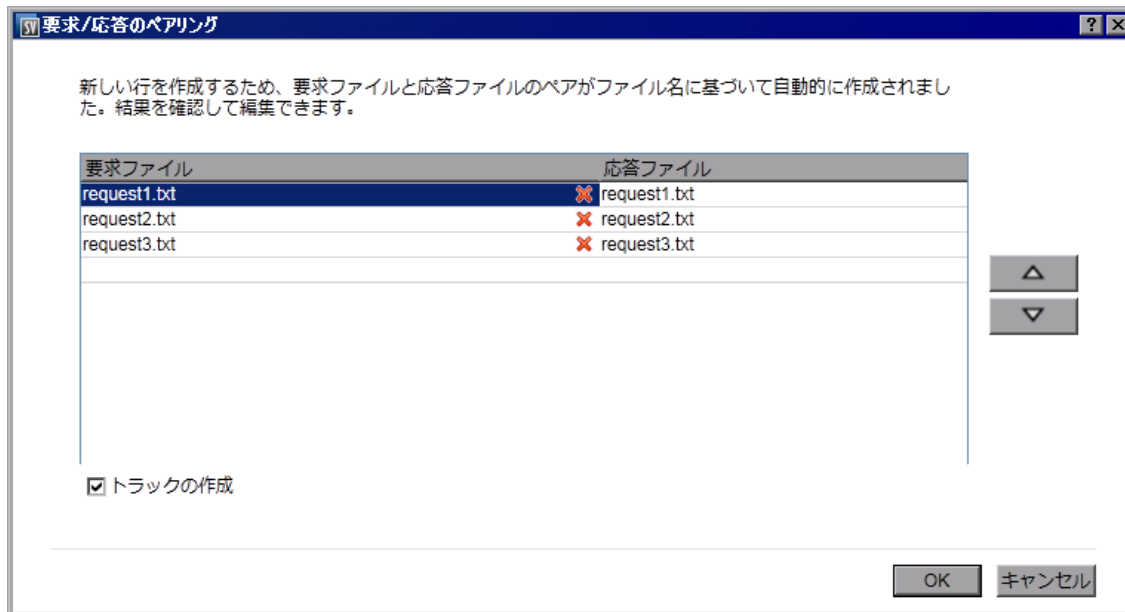 SV 要求/応答のペアリング
新しい行を作成するため、要求ファイルと応答ファイルのペアがファイル名に基づいて自動的に作成されまし
た。結果を確認して編集できます。
要求ファイル 応答ファイル
request1.txt request1.txt
request2.txt request2.txt
request3.txt request3.txt
トラックの作成
OK キャンセル